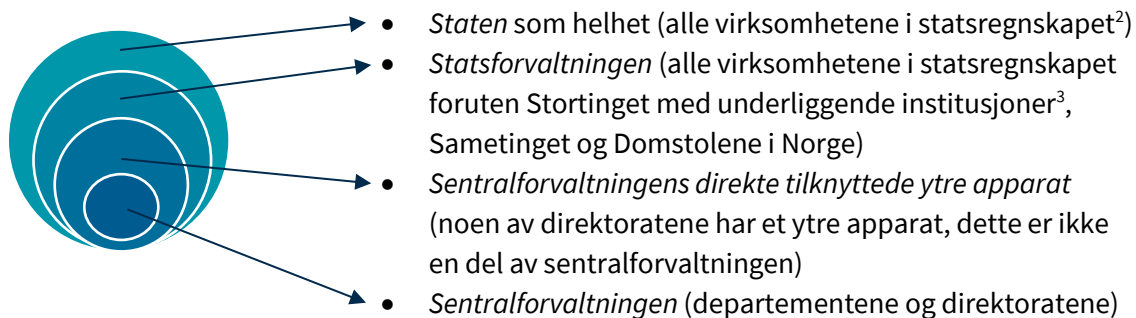 • Staten som helhet (alle virksomhetene i statsregnskapet²)
• Statsforvaltningen (alle virksomhetene i statsregnskapet
foruten Stortinget med underliggende institusjoner³,
Sametinget og Domstolene i Norge)
• Sentralforvaltningens direkte tilknyttede ytre apparat
(noen av direktoratene har et ytre apparat, dette er ikke
en del av sentralforvaltningen)
• Sentralforvaltningen (departementene og direktoratene)